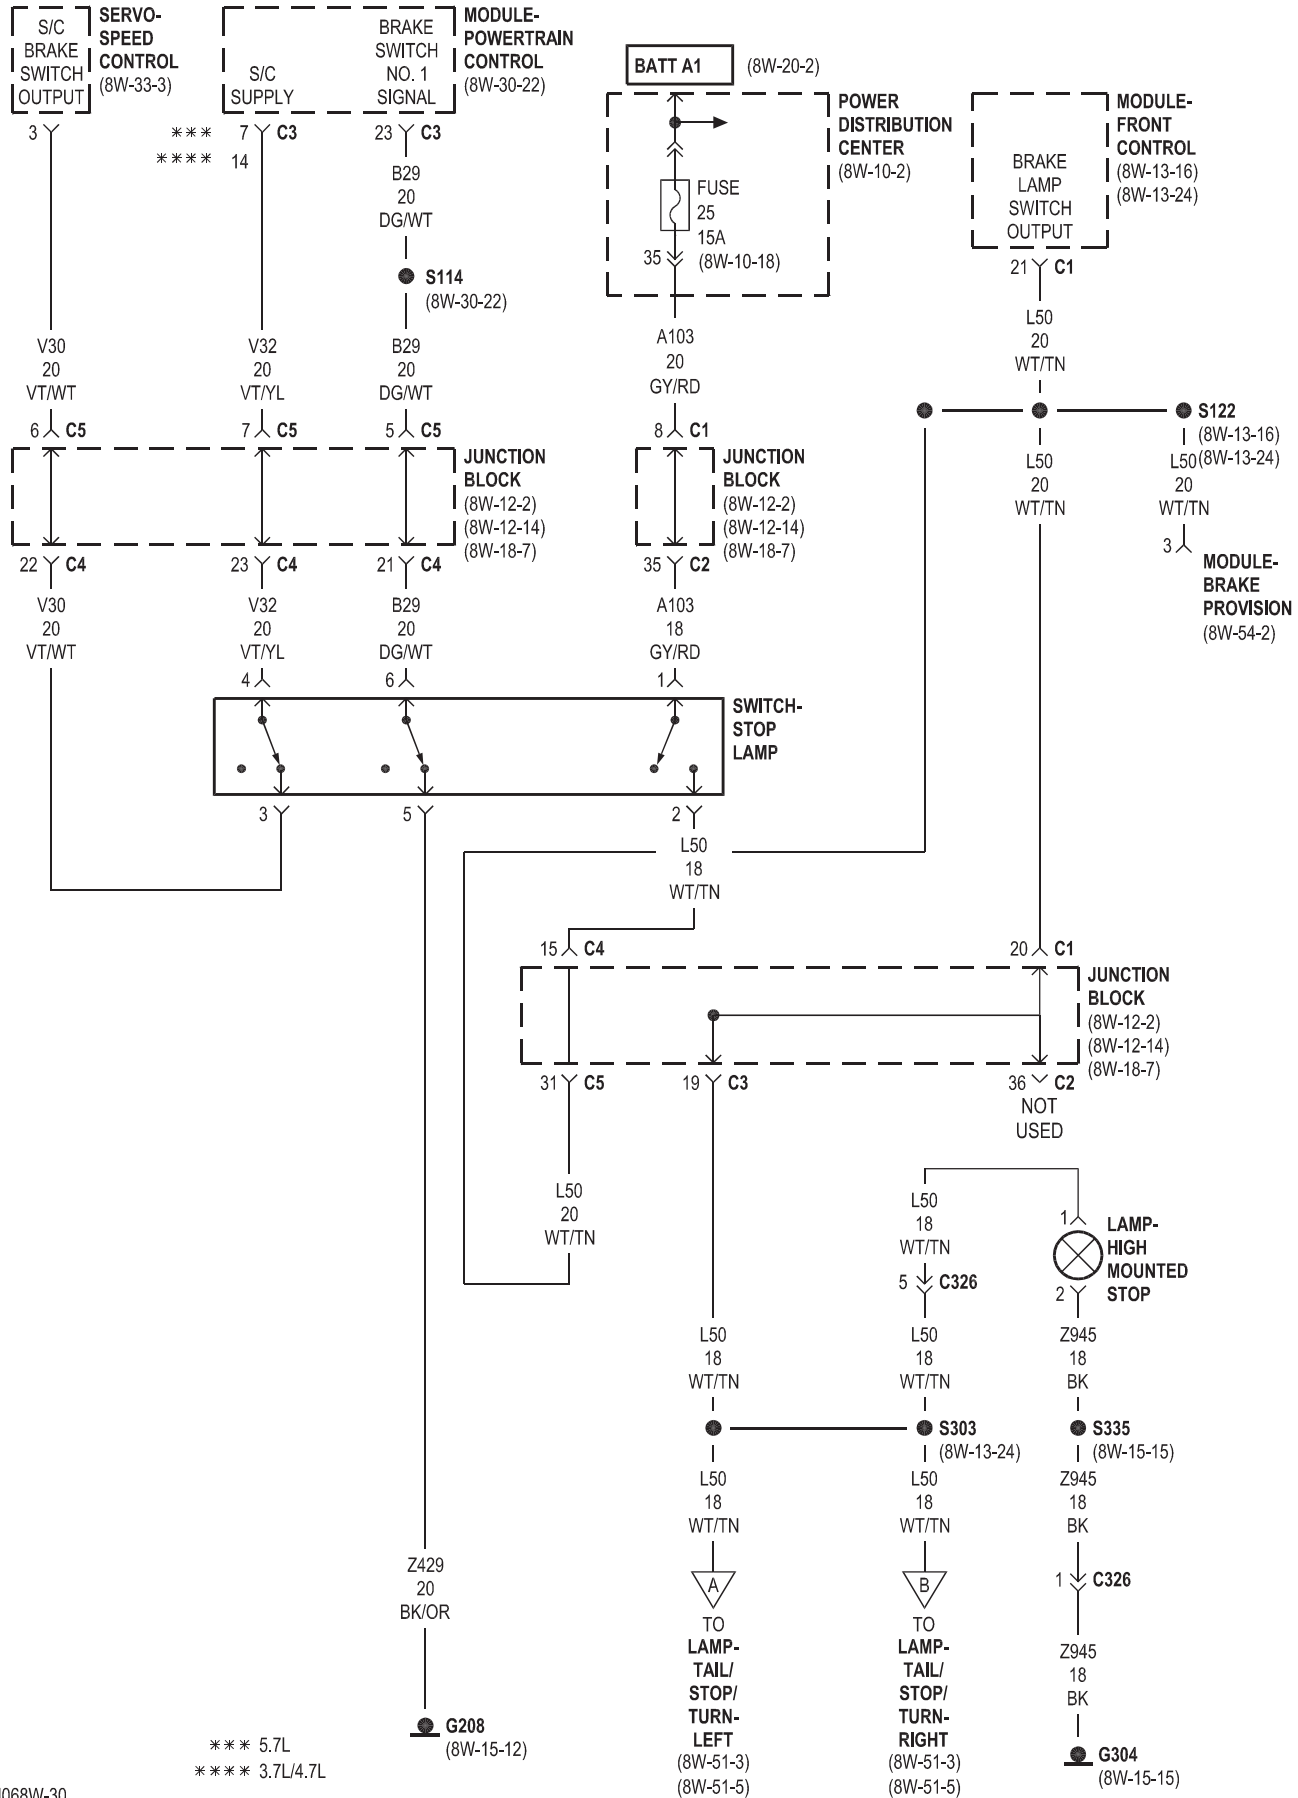 S/C
BRAKE
SWITCH
OUTPUT
SERVO-
SPEED
CONTROL
(8W-33-3)
S/C
SUPPLY
BRAKE
SWITCH
NO. 1
SIGNAL
MODULE-
POWERTRAIN
CONTROL
(8W-30-22)
BATT A1
(8W-20-2)
POWER
DISTRIBUTION
CENTER
(8W-10-2)
FUSE
25
15A
(8W-10-18)
35
BRAKE
LAMP
SWITCH
OUTPUT
MODULE-
FRONT
CONTROL
(8W-13-16)
(8W-13-24)
3
*** 7 C3
**** 14
23 C3
B29
20
DG/WT
S114
(8W-30-22)
21 C1
L50
20
WT/TN
V30
20
VT/WT
V32
20
VT/YL
B29
20
DG/WT
A103
20
GY/RD
6 C5
7 C5
5 C5
8 C1
JUNCTION
BLOCK
(8W-12-2)
(8W-12-14)
(8W-18-7)
JUNCTION
BLOCK
(8W-12-2)
(8W-12-14)
(8W-18-7)
S122
(8W-13-16)
(8W-13-24)
L50
20
WT/TN
L50
20
WT/TN
3
MODULE-
BRAKE
PROVISION
(8W-54-2)
22 C4
23 C4
21 C4
35 C2
V30
20
VT/WT
V32
20
VT/YL
B29
20
DG/WT
A103
18
GY/RD
4
6
1
SWITCH-
STOP
LAMP
3
5
2
L50
18
WT/TN
15 C4
20 C1
JUNCTION
BLOCK
(8W-12-2)
(8W-12-14)
(8W-18-7)
31 C5
19 C3
36 C2
NOT
USED
L50
20
WT/TN
L50
18
WT/TN
1
LAMP-
HIGH
MOUNTED
STOP
5 C326
2
L50
18
WT/TN
L50
18
WT/TN
Z945
18
BK
S303
(8W-13-24)
S335
(8W-15-15)
L50
18
WT/TN
L50
18
WT/TN
Z945
18
BK
Z429
20
BK/OR
A
B
1 C326
TO
LAMP-
TAIL/
STOP/
TURN-
LEFT
(8W-51-3)
(8W-51-5)
TO
LAMP-
TAIL/
STOP/
TURN-
RIGHT
(8W-51-3)
(8W-51-5)
Z945
18
BK
G208
(8W-15-12)
G304
(8W-15-15)
*** 5.7L
**** 3.7L/4.7L